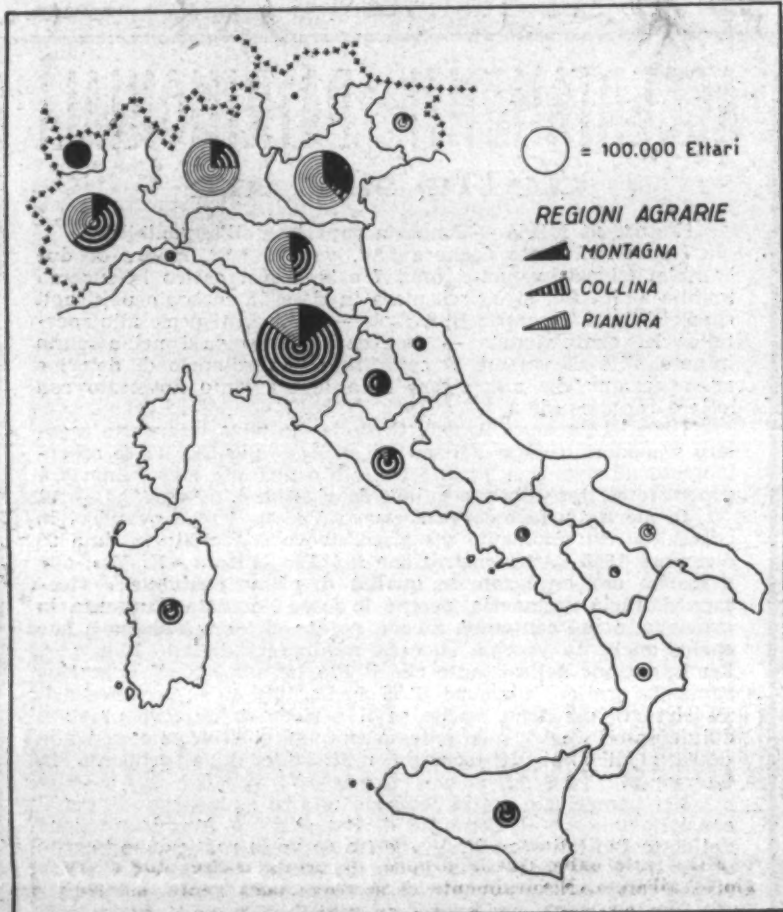 = 100.000 Ettari
REGIONI AGRARIE
MONTAGNA
COLLINA
PIANURA